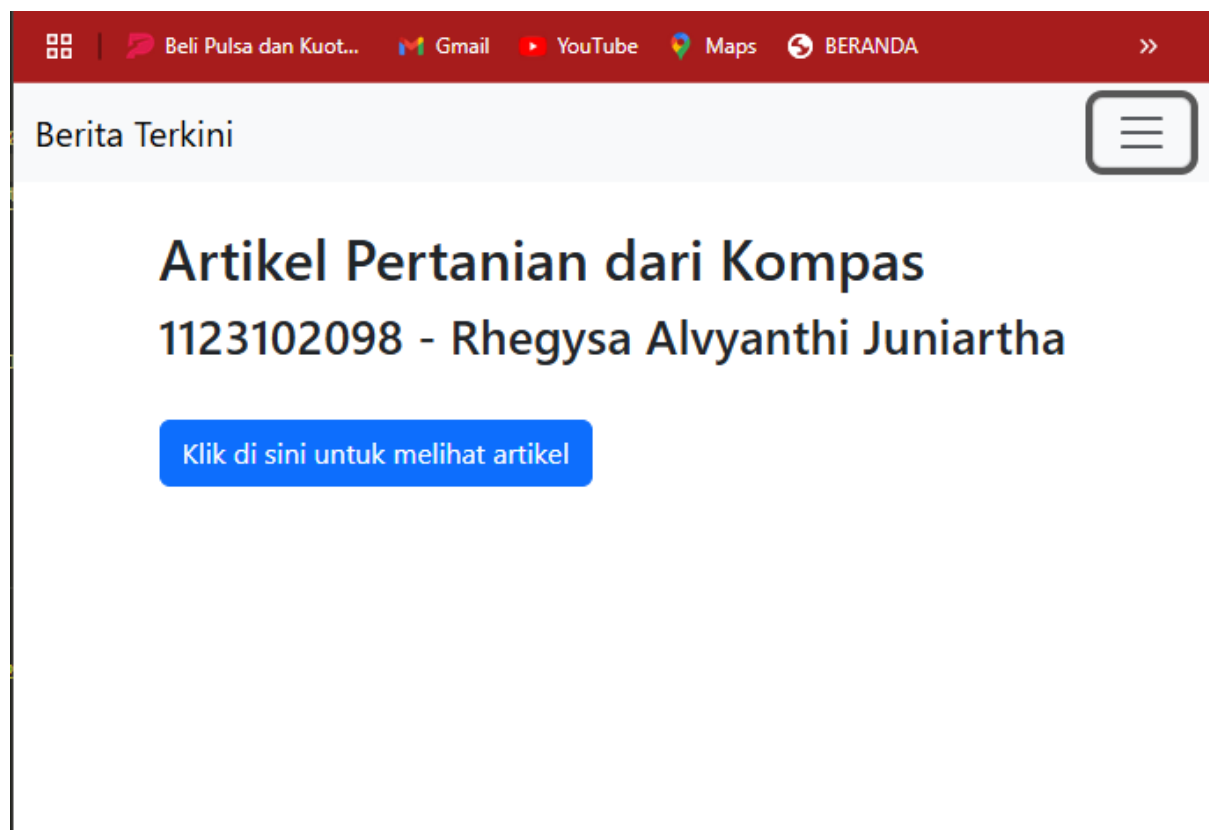 Beli Pulsa dan Kuot... Gmail YouTube Maps BERANDA
Berita Terkini
Artikel Pertanian dari Kompas
1123102098 - Rhegysa Alvyanthi Juniartha
Klik di sini untuk melihat artikel